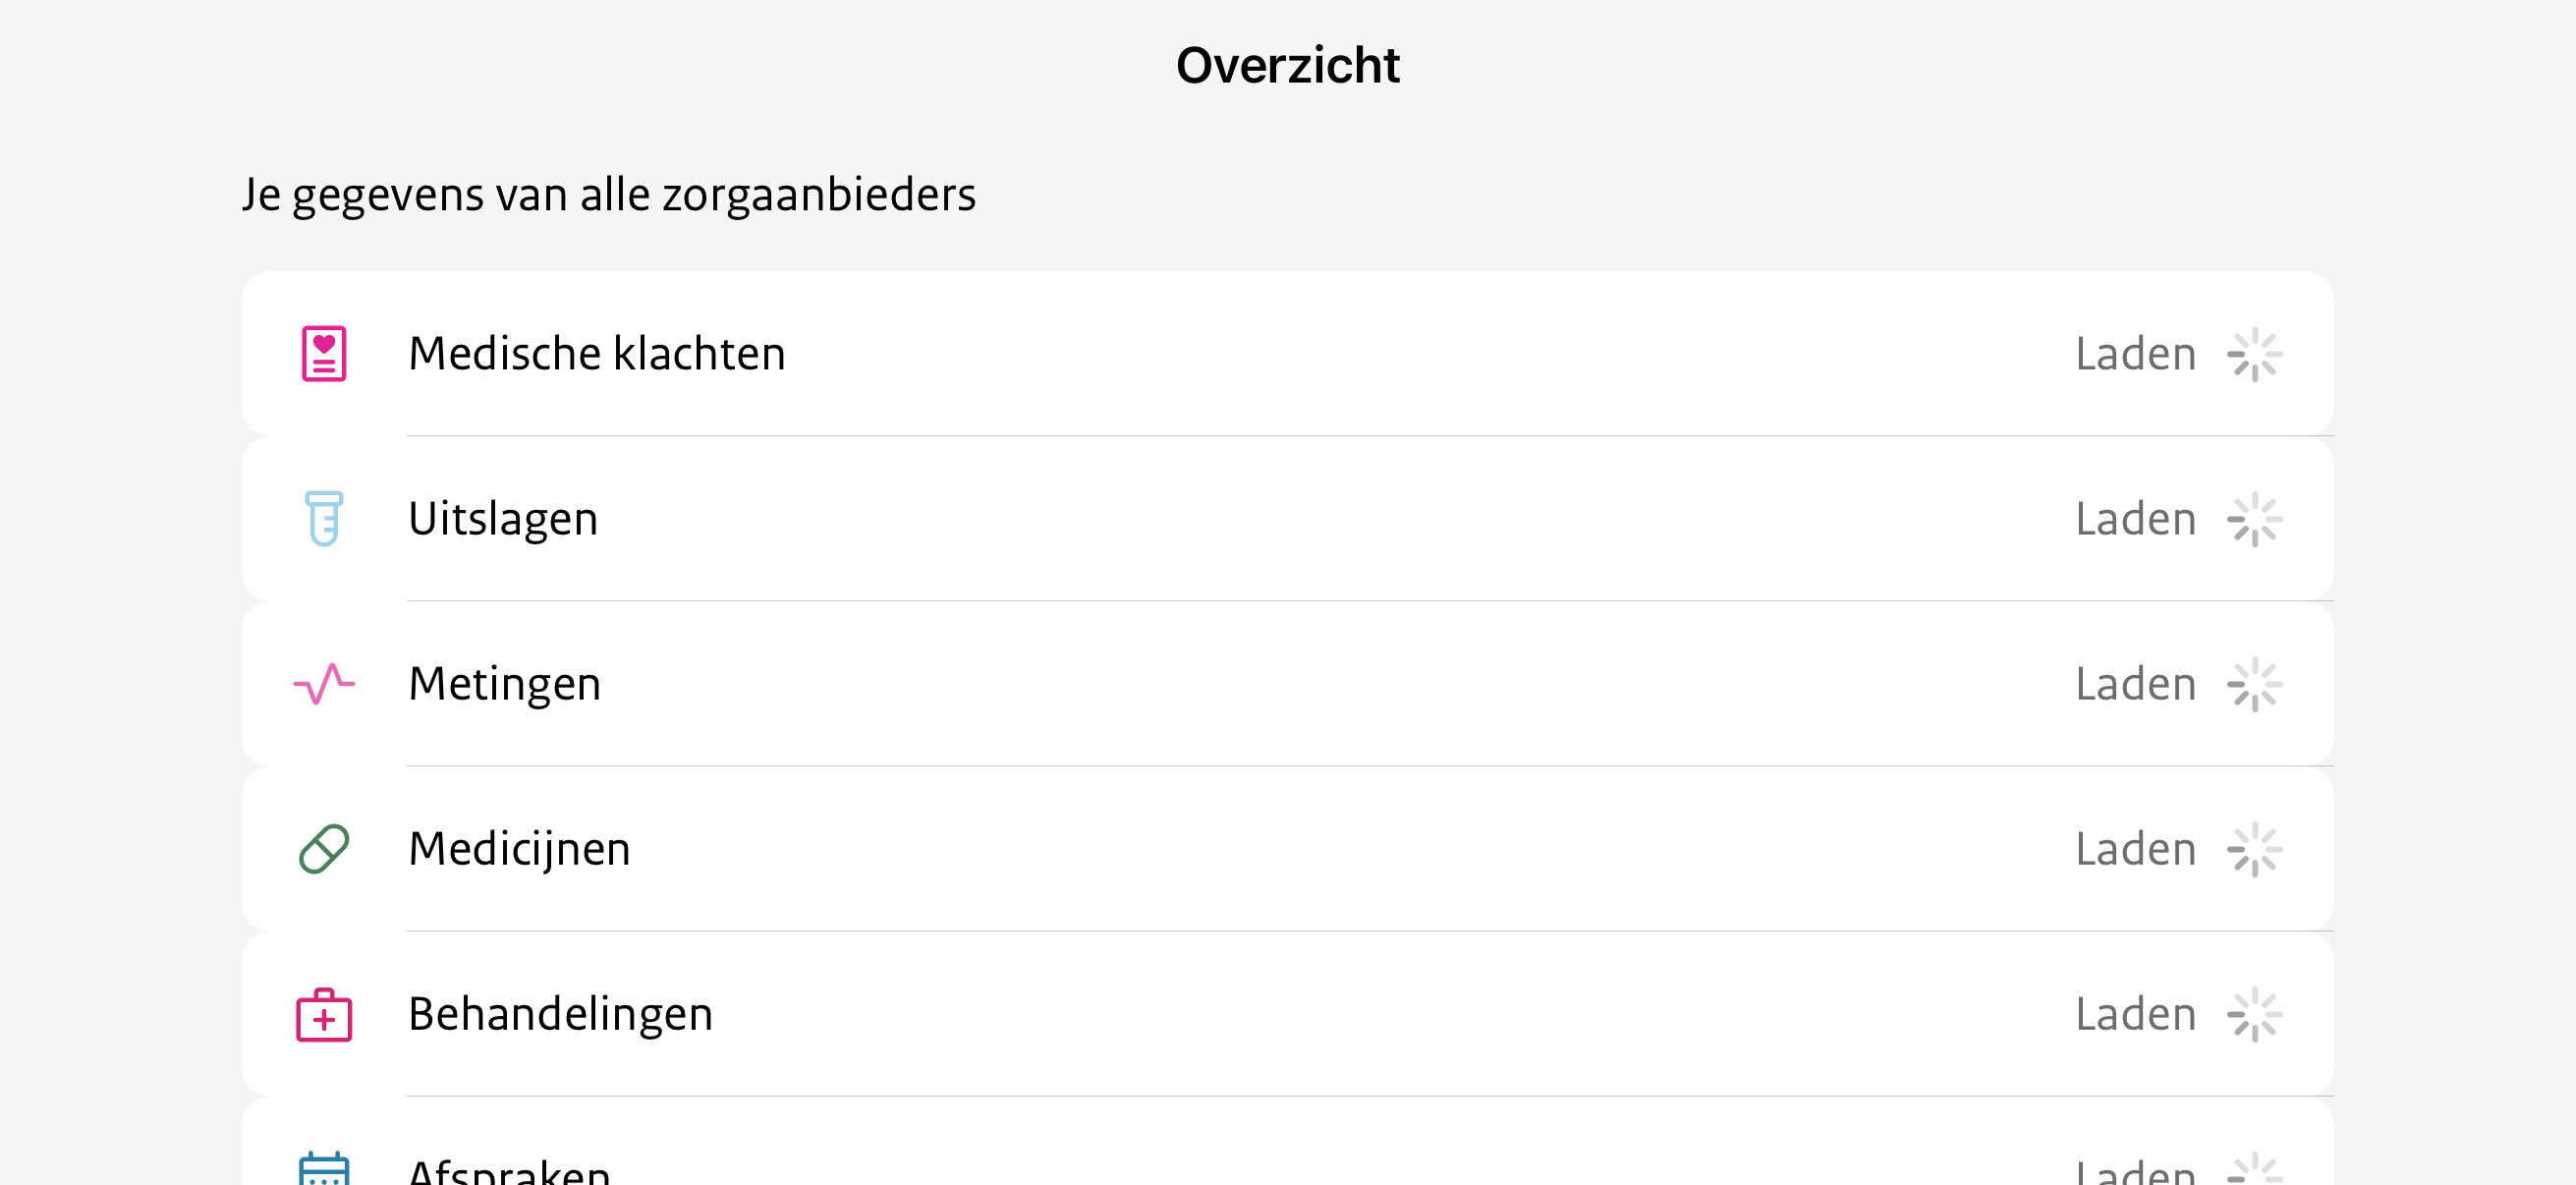 Overzicht
Je gegevens van alle zorgaanbieders
Medische klachten Laden
Uitslagen Laden
Metingen Laden
Medicijnen Laden
Behandelingen Laden
Afspraken Laden